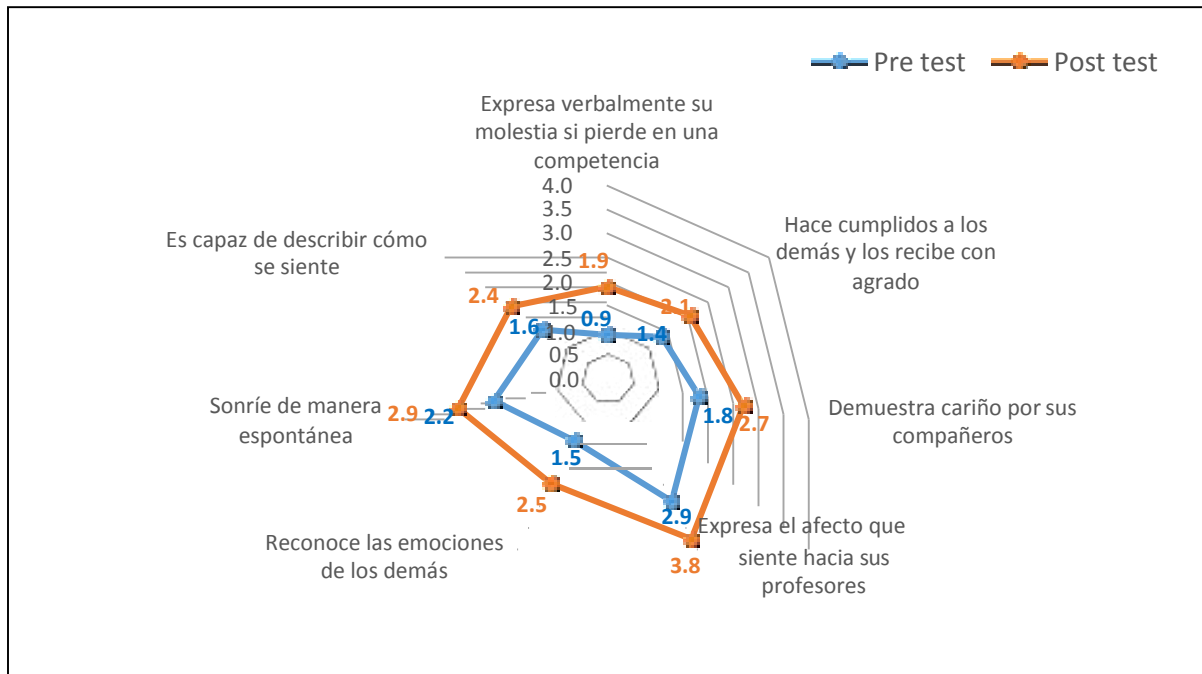 Pre test
Post test
Expresa verbalmente su
molestia si pierde en una
competencia
4.0
3.5
3.0
2.5
2.0
1.5
1.0
0.5
0.0
Hace cumplidos a los
demás y los recibe con
agrado
Es capaz de describir cómo
se siente
1.9
2.4
2.1
1.6
0.9
1.4
Demuestra cariño por sus
compañeros
Sonríe de manera
espontánea
2.9
2.2
1.8
2.7
1.5
2.5
2.9
3.8
Expresa el afecto que
siente hacia sus
profesores
Reconoce las emociones
de los demás